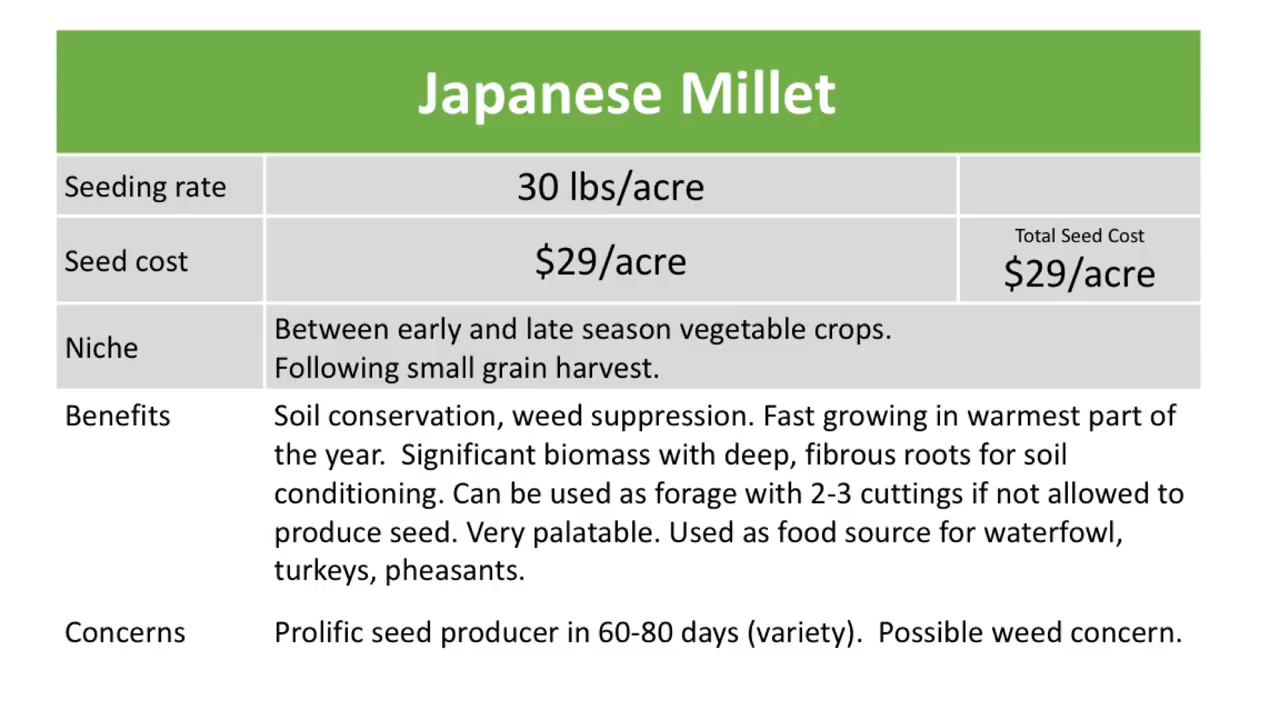 Japanese Millet
Seeding rate
30 lbs/acre
Seed cost
$29/acre
Total Seed Cost
$29/acre
Niche
Between early and late season vegetable crops.
Following small grain harvest.
Benefits
Soil conservation, weed suppression. Fast growing in warmest part of
the year.  Significant biomass with deep, fibrous roots for soil
conditioning. Can be used as forage with 2-3 cuttings if not allowed to
produce seed. Very palatable. Used as food source for waterfowl,
turkeys, pheasants.
Concerns
Prolific seed producer in 60-80 days (variety).  Possible weed concern.